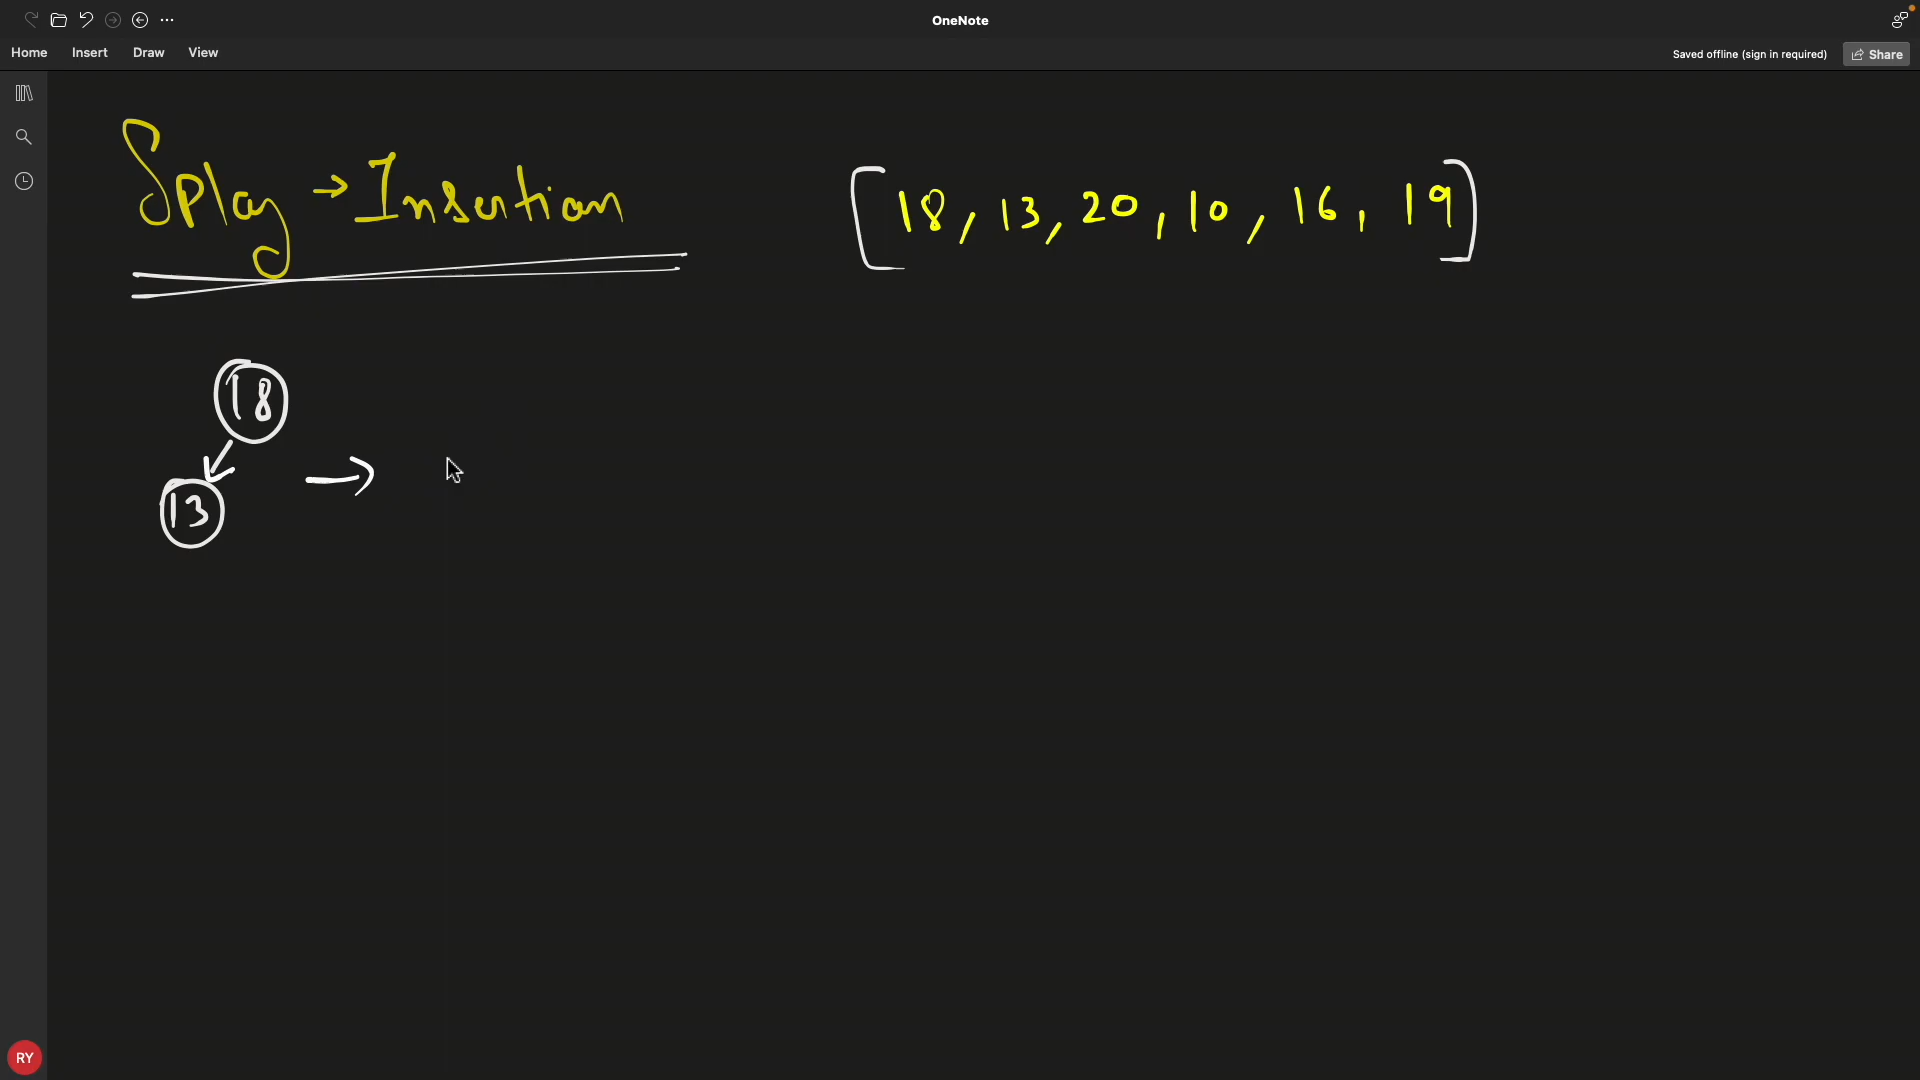 OneNote
Home Insert Draw View
Saved offline (sign in required) Share
Splay → Insertion
[18, 13, 20, 10, 16, 19]
18
13 →
RY